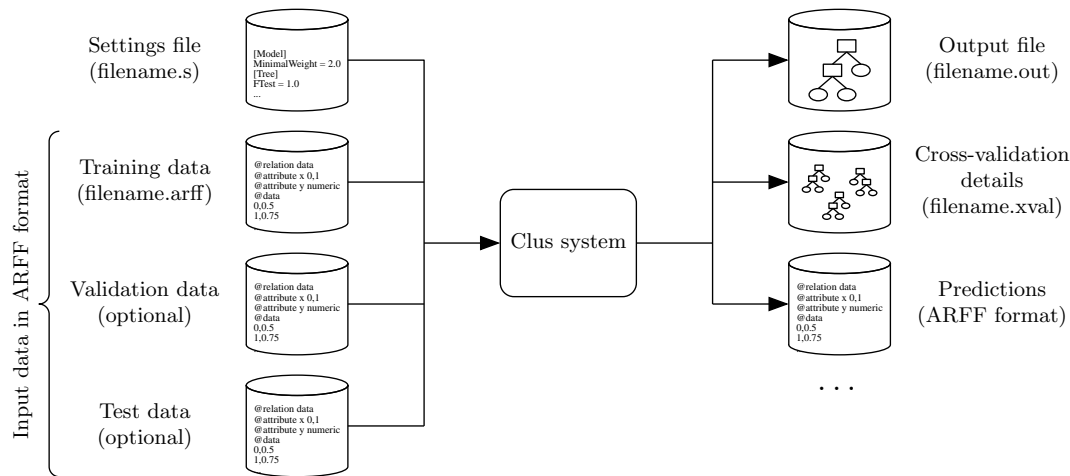 Settings file
(filename.s)
[Model]
MinimalWeight = 2.0
[Tree]
FTest = 1.0
...
Input data in ARFF format
Training data
(filename.arff)
@relation data
@attribute x 0,1
@attribute y numeric
@data
0,0.5
1,0.75
Validation data
(optional)
@relation data
@attribute x 0,1
@attribute y numeric
@data
0,0.5
1,0.75
Test data
(optional)
@relation data
@attribute x 0,1
@attribute y numeric
@data
0,0.5
1,0.75
Clus system
Output file
(filename.out)
Cross-validation
details
(filename.xval)
@relation data
@attribute x 0,1
@attribute y numeric
@data
0,0.5
1,0.75
Predictions
(ARFF format)
. . .